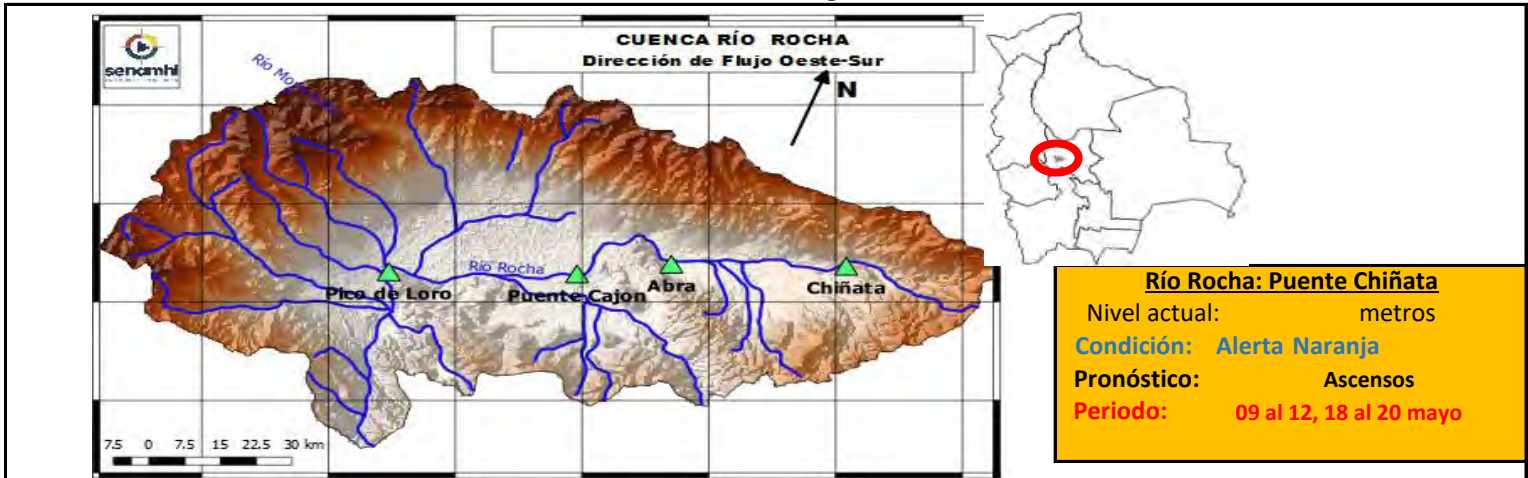 senamhi
CUENCA RÍO ROCHA
Dirección de Flujo Oeste-Sur
N
Río Rocha
Pico de Loro
Puente Cajon
Abra
Chiñata
7.5 0 7.5 15 22.5 30 km
Río Rocha: Puente Chiñata
Nivel actual: metros
Condición: Alerta Naranja
Pronóstico: Ascensos
Periodo: 09 al 12, 18 al 20 mayo